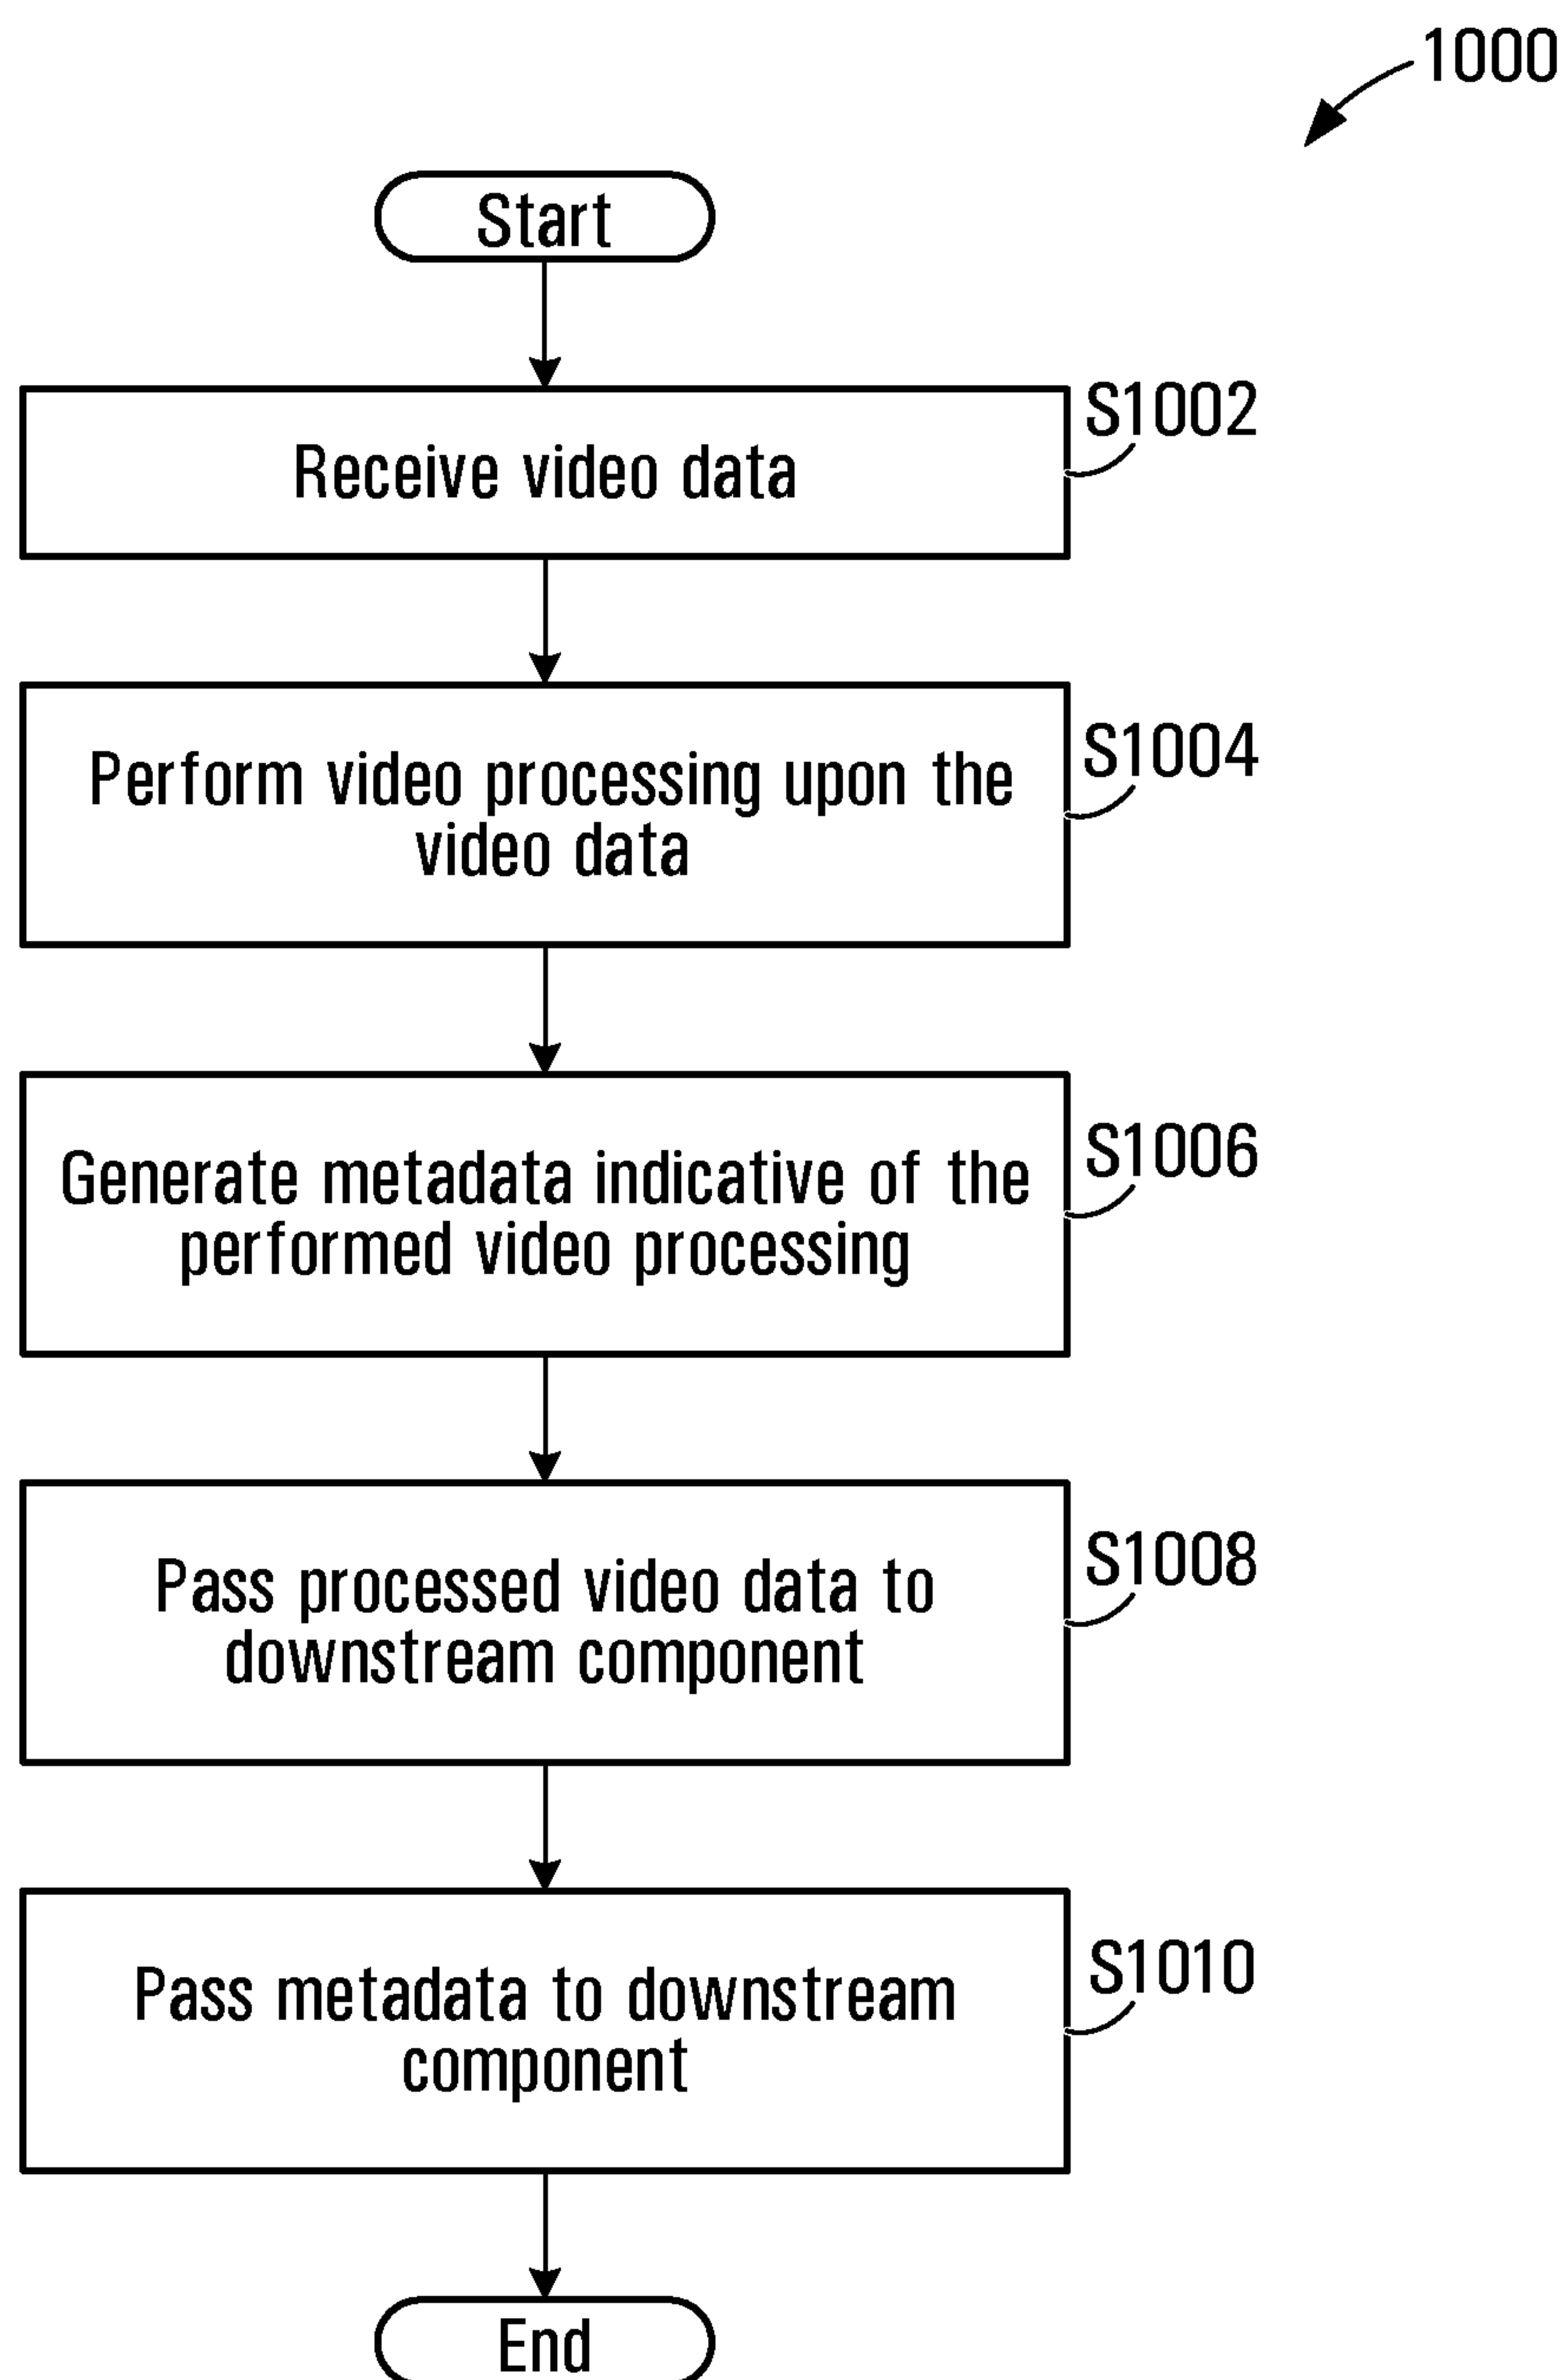 1000
Start
Receive video data
S1002
Perform video processing upon the
video data
S1004
Generate metadata indicative of the
performed video processing
S1006
Pass processed video data to
downstream component
S1008
Pass metadata to downstream
component
S1010
End